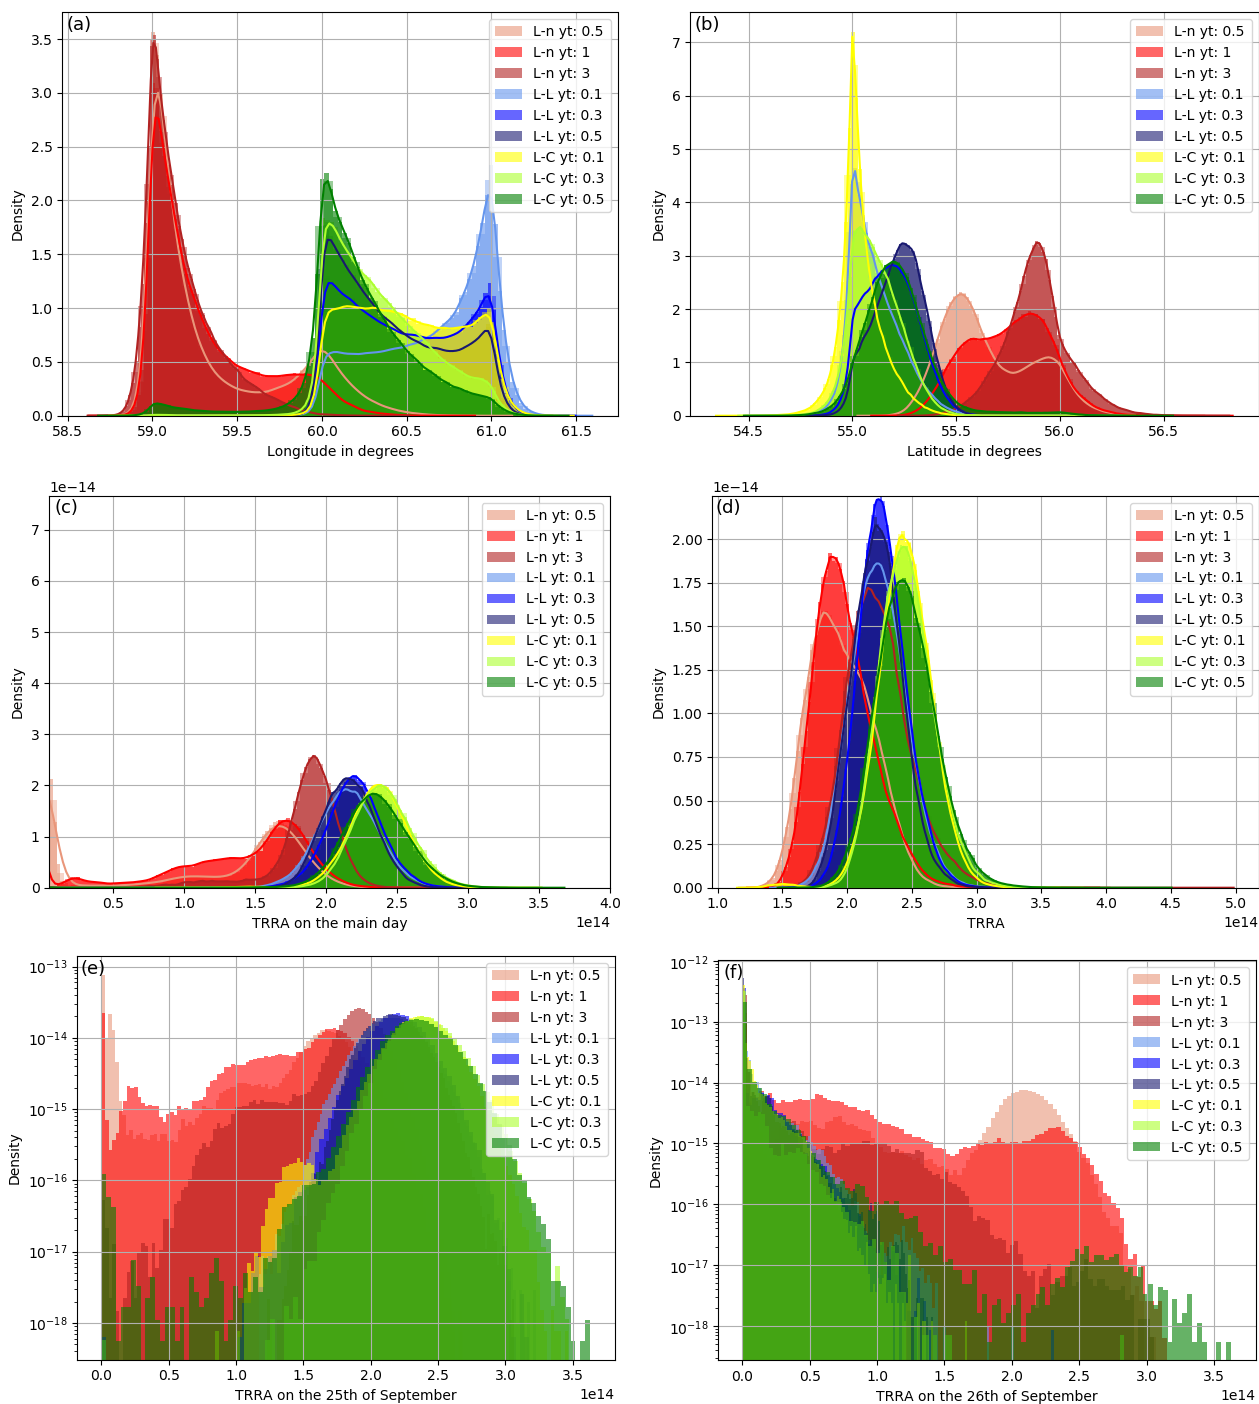 (a)
L-n yt: 0.5
L-n yt: 1
L-n yt: 3
L-L yt: 0.1
L-L yt: 0.3
L-L yt: 0.5
L-C yt: 0.1
L-C yt: 0.3
L-C yt: 0.5
Density
3.5
3.0
2.5
2.0
1.5
1.0
0.5
0.0
58.5 59.0 59.5 60.0 60.5 61.0 61.5
Longitude in degrees
(b)
L-n yt: 0.5
L-n yt: 1
L-n yt: 3
L-L yt: 0.1
L-L yt: 0.3
L-L yt: 0.5
L-C yt: 0.1
L-C yt: 0.3
L-C yt: 0.5
Density
7
6
5
4
3
2
1
0
54.5 55.0 55.5 56.0 56.5
Latitude in degrees
1e−14
(c)
L-n yt: 0.5
L-n yt: 1
L-n yt: 3
L-L yt: 0.1
L-L yt: 0.3
L-L yt: 0.5
L-C yt: 0.1
L-C yt: 0.3
L-C yt: 0.5
Density
7
6
5
4
3
2
1
0
0.5 1.0 1.5 2.0 2.5 3.0 3.5 4.0
TRRA on the main day
1e14
1e−14
(d)
L-n yt: 0.5
L-n yt: 1
L-n yt: 3
L-L yt: 0.1
L-L yt: 0.3
L-L yt: 0.5
L-C yt: 0.1
L-C yt: 0.3
L-C yt: 0.5
Density
2.00
1.75
1.50
1.25
1.00
0.75
0.50
0.25
0.00
1.0 1.5 2.0 2.5 3.0 3.5 4.0 4.5 5.0
TRRA
1e14
(e)
L-n yt: 0.5
L-n yt: 1
L-n yt: 3
L-L yt: 0.1
L-L yt: 0.3
L-L yt: 0.5
L-C yt: 0.1
L-C yt: 0.3
L-C yt: 0.5
Density
10⁻¹³
10⁻¹⁴
10⁻¹⁵
10⁻¹⁶
10⁻¹⁷
10⁻¹⁸
0.0 0.5 1.0 1.5 2.0 2.5 3.0 3.5
TRRA on the 25th of September
1e14
(f)
L-n yt: 0.5
L-n yt: 1
L-n yt: 3
L-L yt: 0.1
L-L yt: 0.3
L-L yt: 0.5
L-C yt: 0.1
L-C yt: 0.3
L-C yt: 0.5
Density
10⁻¹²
10⁻¹³
10⁻¹⁴
10⁻¹⁵
10⁻¹⁶
10⁻¹⁷
10⁻¹⁸
0.0 0.5 1.0 1.5 2.0 2.5 3.0 3.5
TRRA on the 26th of September
1e14